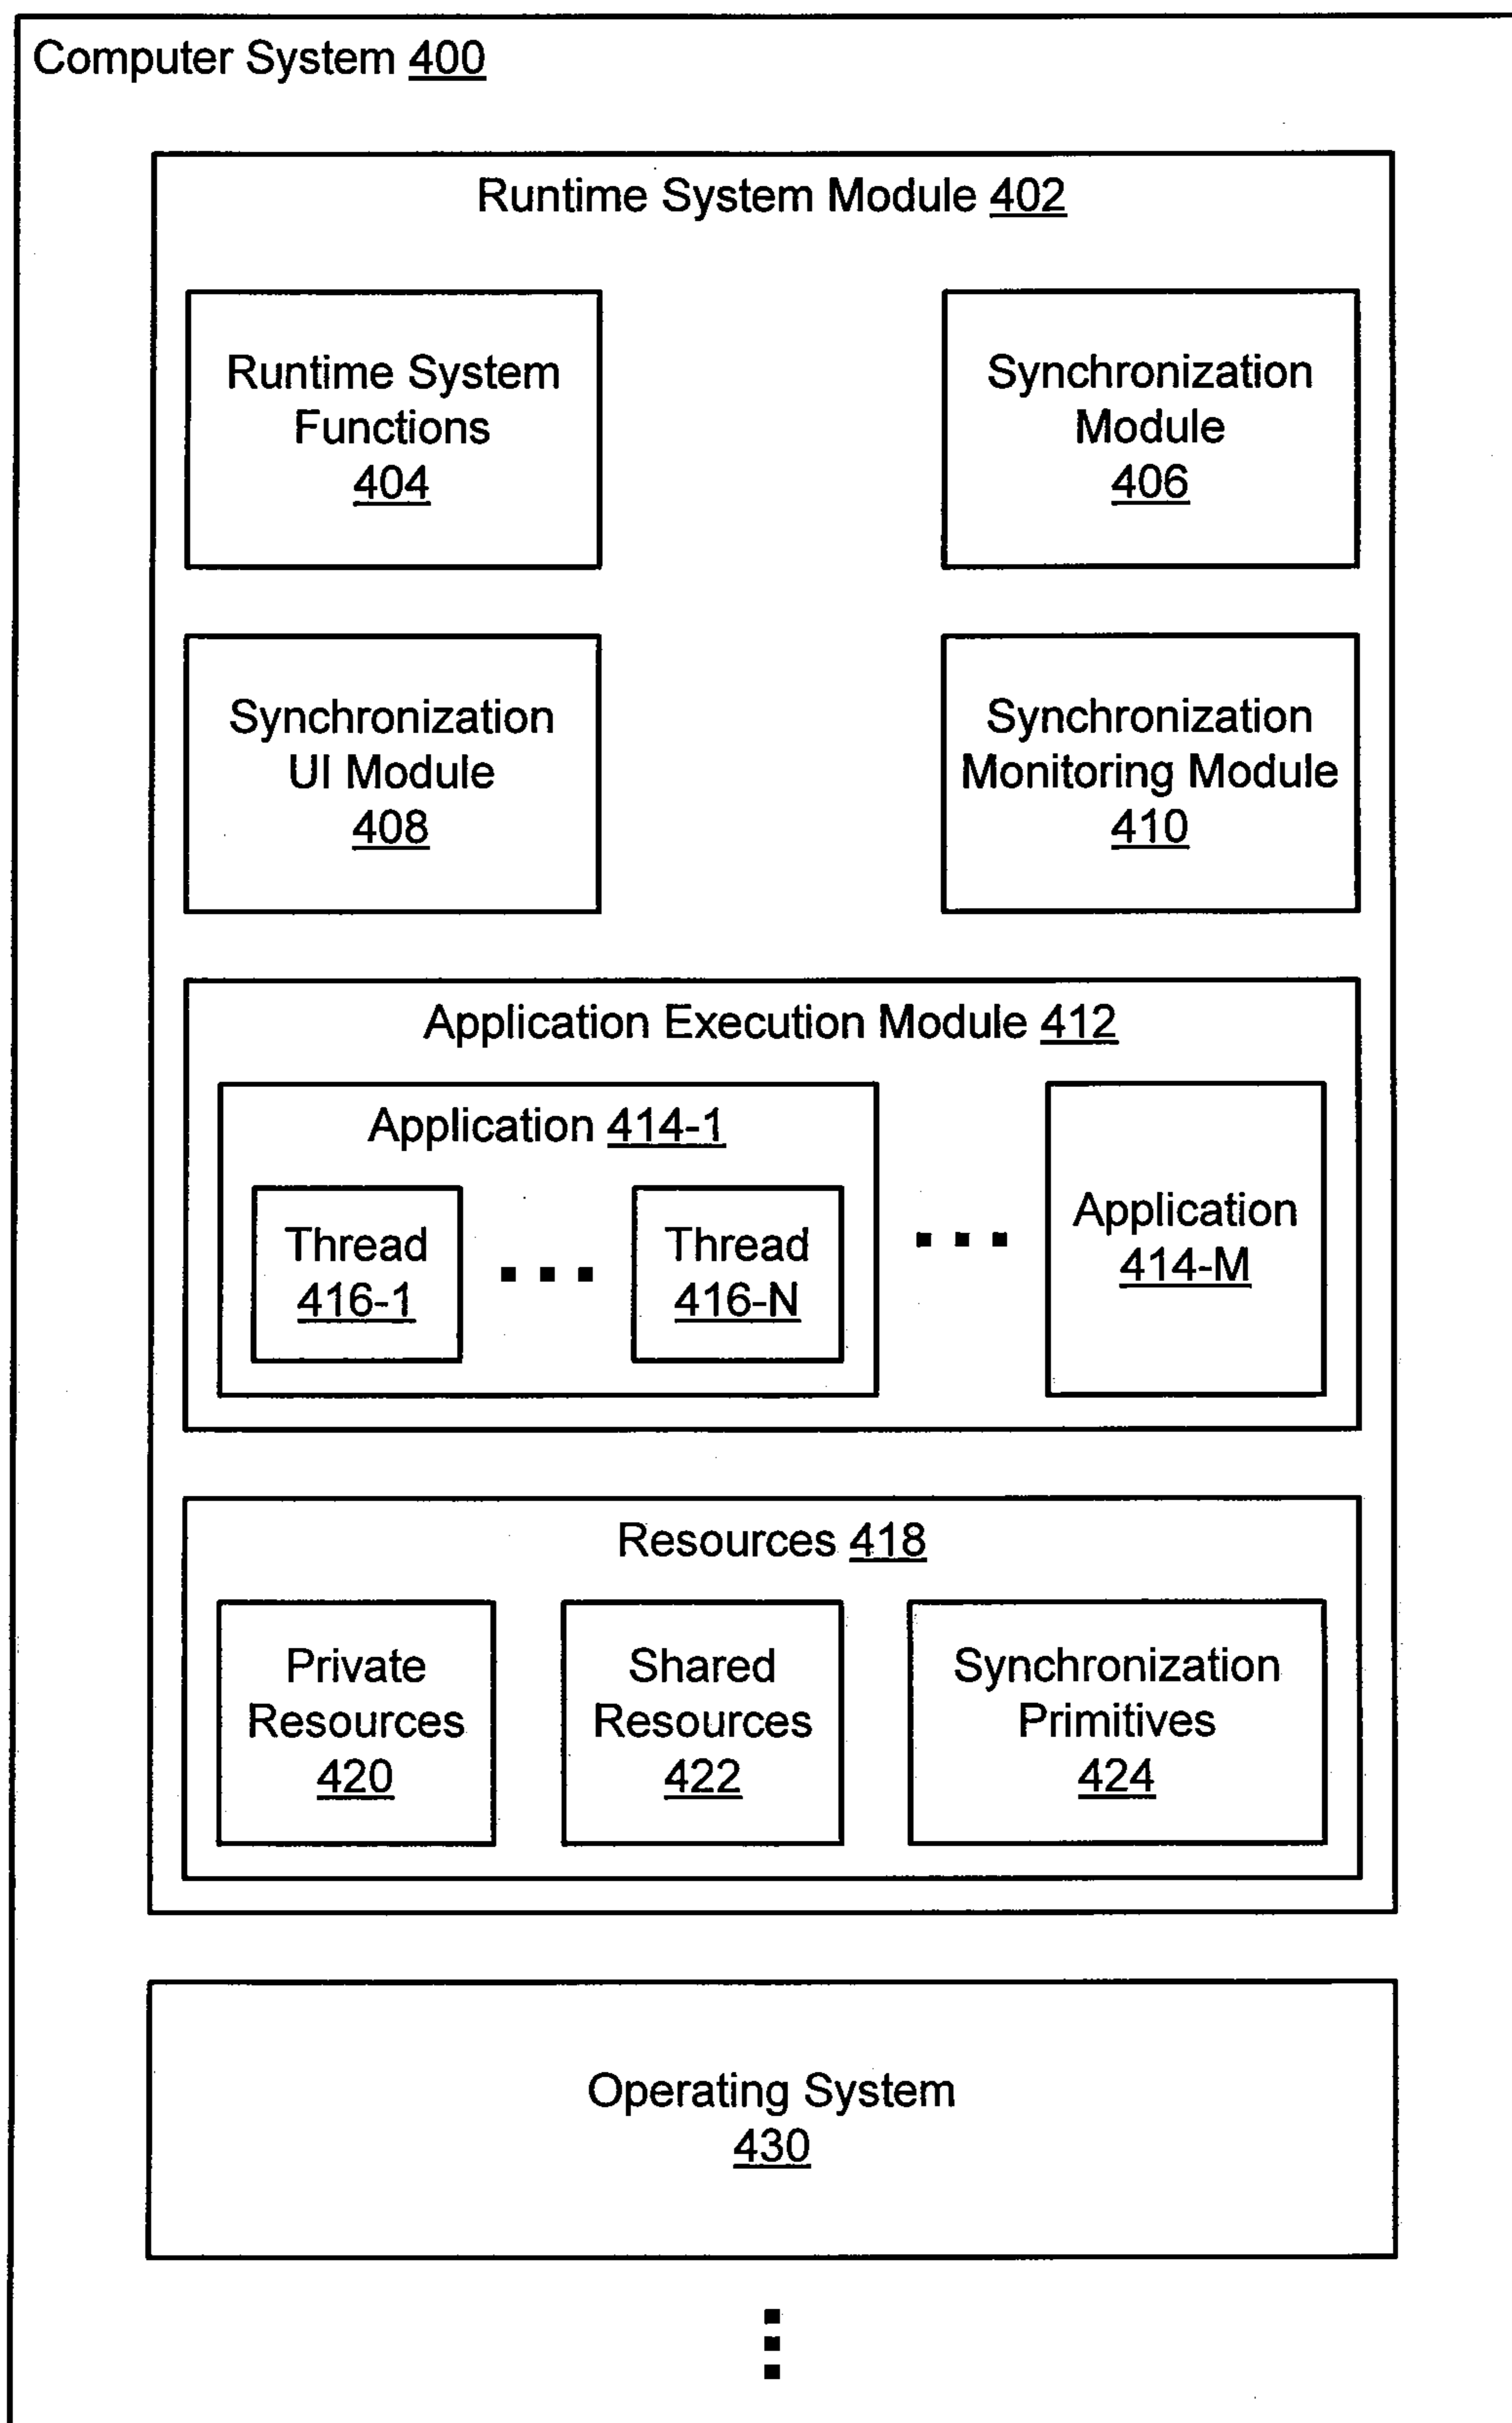 Computer System 400
Runtime System Module 402
Runtime System
Functions
404
Synchronization
Module
406
Synchronization
UI Module
408
Synchronization
Monitoring Module
410
Application Execution Module 412
Application 414-1
Thread
416-1
Thread
416-N
Application
414-M
Resources 418
Private
Resources
420
Shared
Resources
422
Synchronization
Primitives
424
Operating System
430